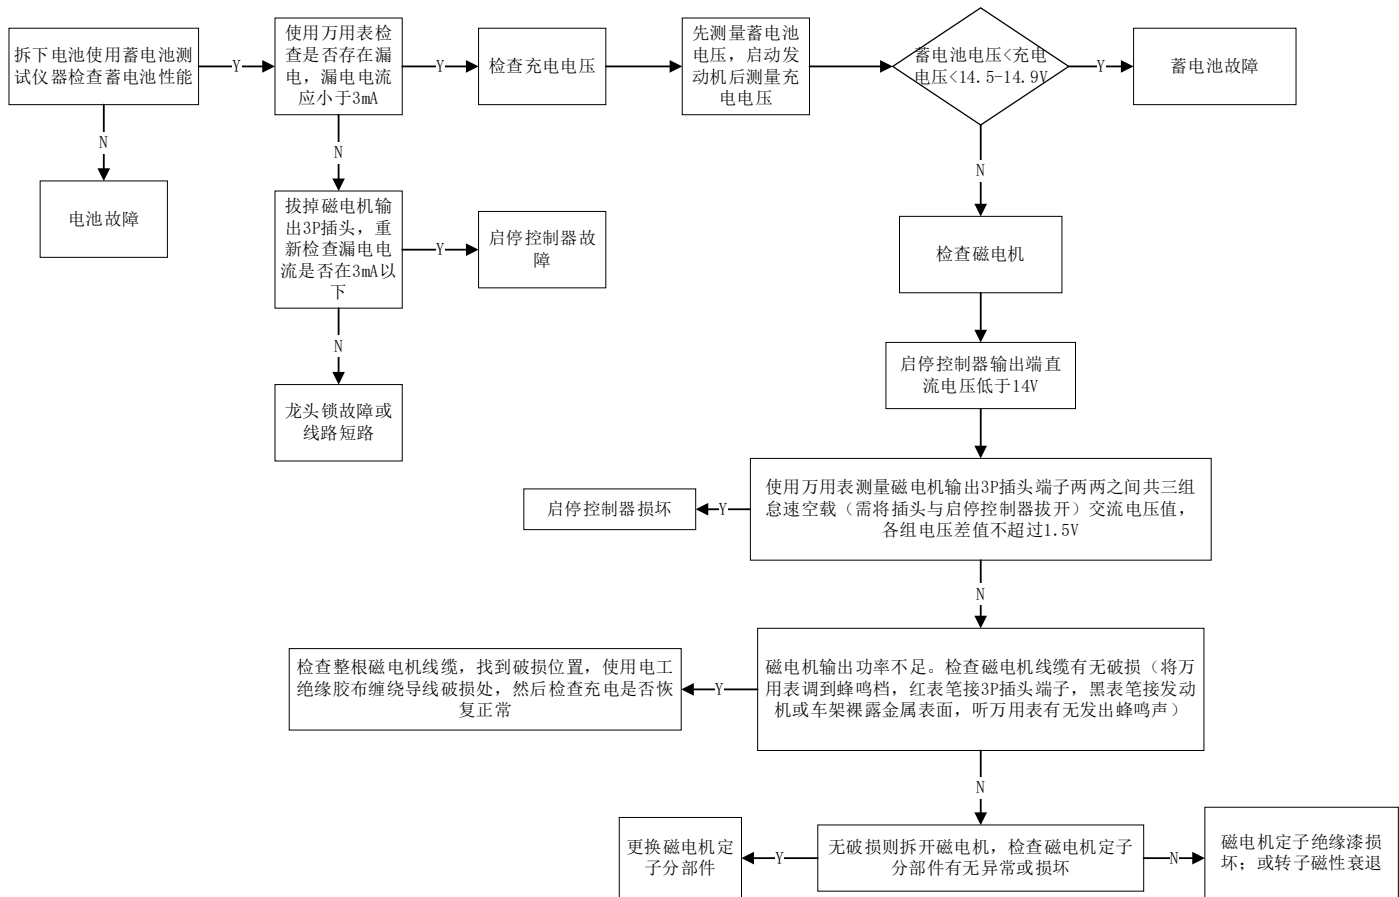 拆下电池使用蓄电池测
试仪器检查蓄电池性能
Y
使用万用表检
查是否存在漏
电，漏电电流
应小于3mA
Y
检查充电电压
先测量蓄电池
电压，启动发
动机后测量充
电电压
蓄电池电压<充电
电压<14.5-14.9V
Y
蓄电池故障
N
电池故障
N
拔掉磁电机输
出3P插头，重
新检查漏电电
流是否在3mA以
下
Y
启停控制器故
障
N
龙头锁故障或
线路短路
N
检查磁电机
启停控制器输出端直
流电压低于14V
使用万用表测量磁电机输出3P插头端子两两之间共三组
怠速空载（需将插头与启停控制器拔开）交流电压值，
各组电压差值不超过1.5V
Y
启停控制器损坏
N
磁电机输出功率不足。检查磁电机线缆有无破损（将万
用表调到蜂鸣档，红表笔接3P插头端子，黑表笔接发动
机或车架裸露金属表面，听万用表有无发出蜂鸣声）
Y
检查整根磁电机线缆，找到破损位置，使用电工
绝缘胶布缠绕导线破损处，然后检查充电是否恢
复正常
N
无破损则拆开磁电机，检查磁电机定子
分部件有无异常或损坏
Y
更换磁电机定
子分部件
N
磁电机定子绝缘漆损
坏；或转子磁性衰退